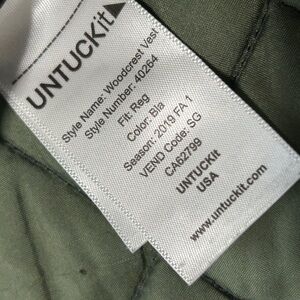 UNTUCKit
Style Name: Woodcrest Vest
Style Number: 40264
Fit: Reg
Color: Bla
Season: 2019 FA 1
VEND Code: SG
CA62799
UNTUCKit
USA
www.untuckit.com